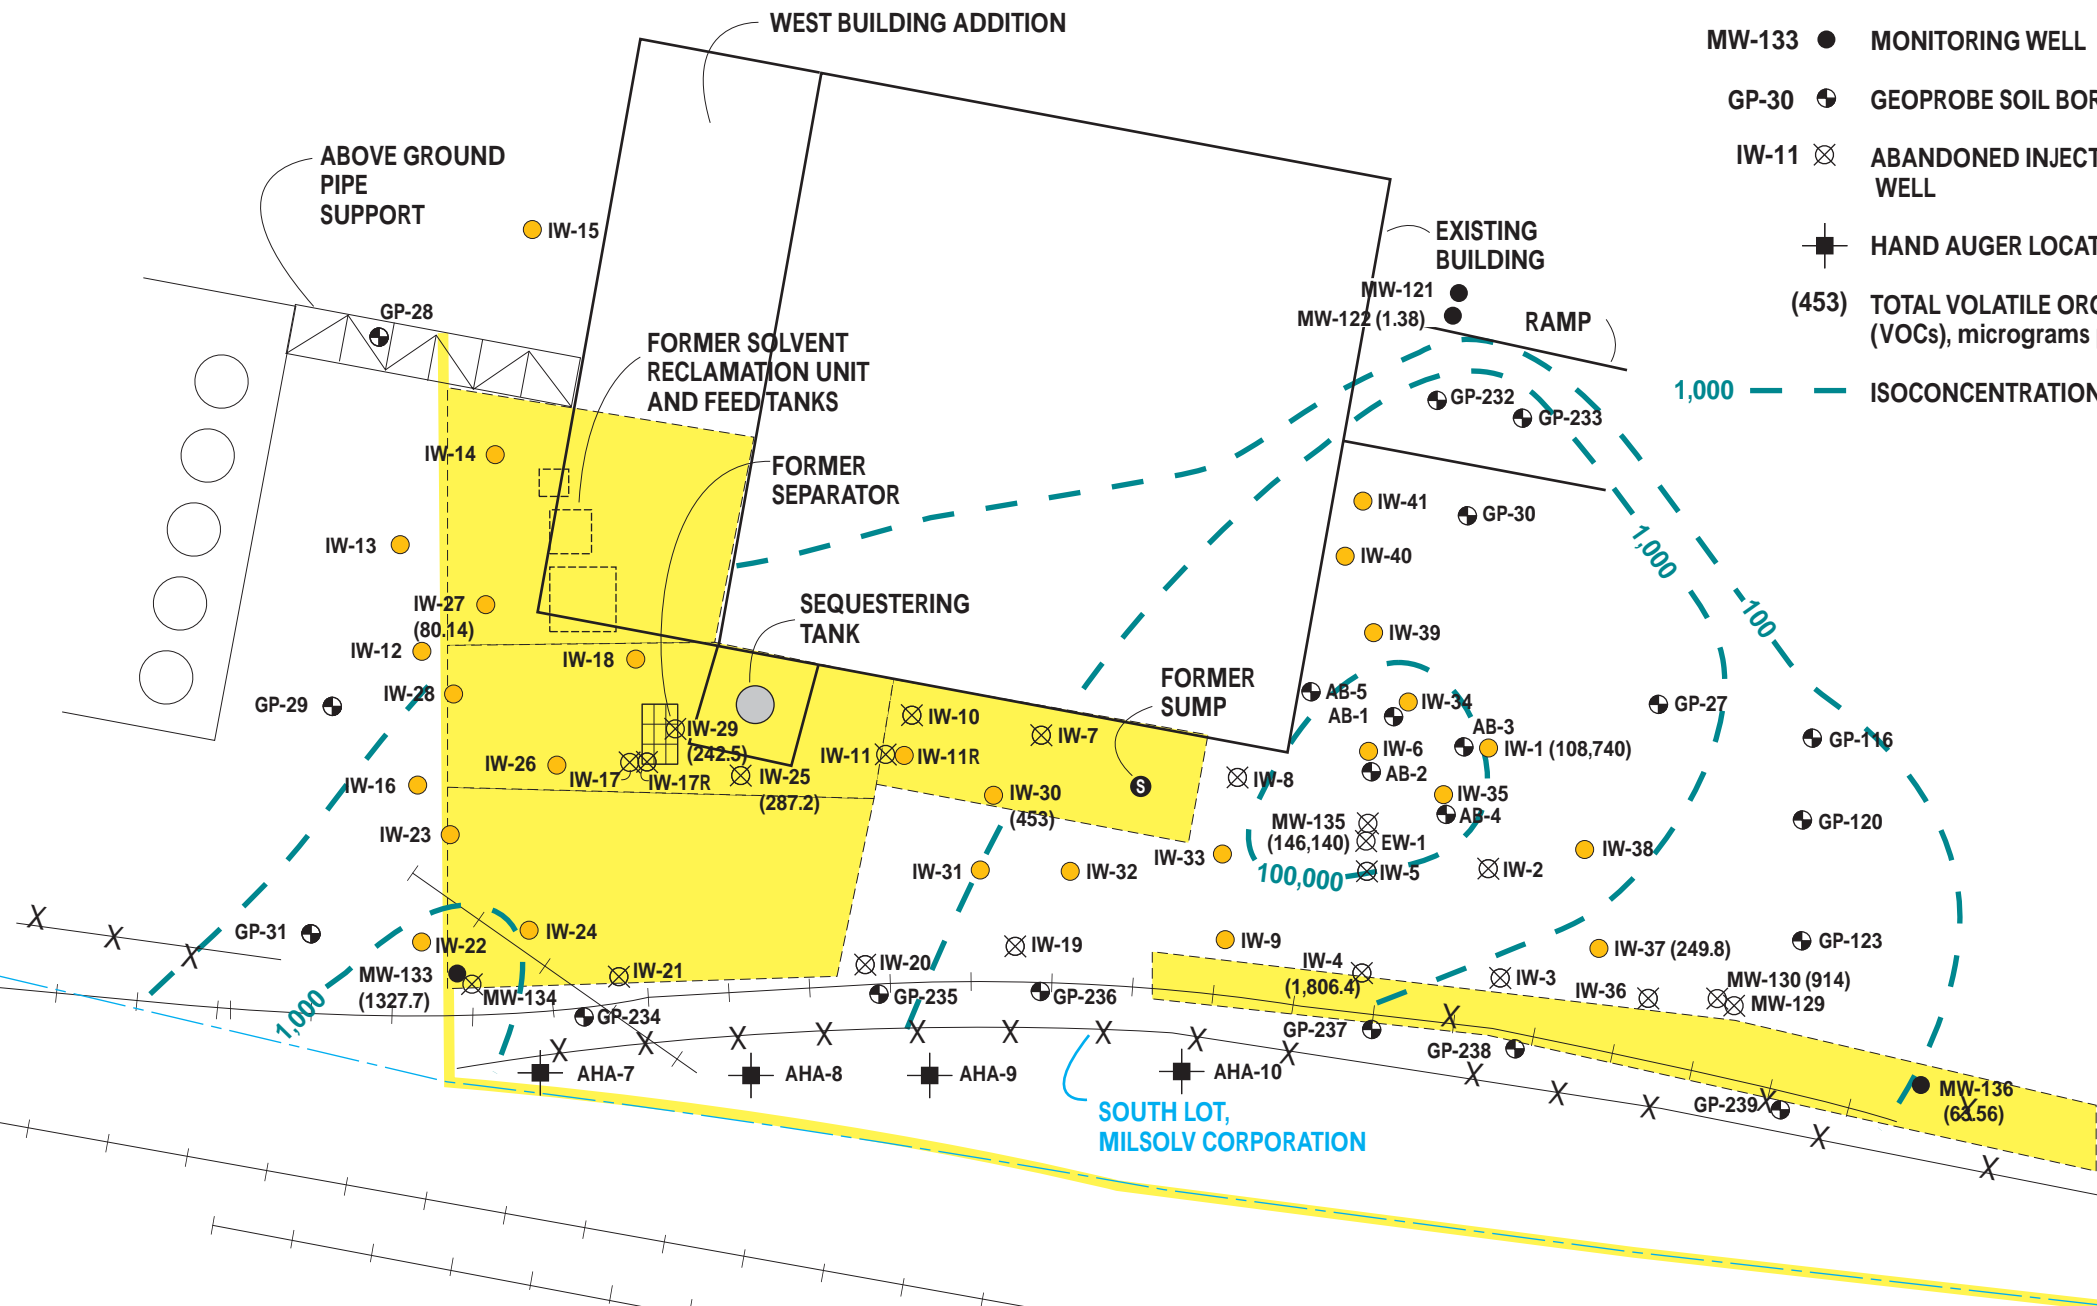 WEST BUILDING ADDITION
MW-133
MONITORING WELL
GP-30
GEOPROBE SOIL BOR
IW-11
ABANDONED INJECT
WELL
HAND AUGER LOCAT
(453)
TOTAL VOLATILE ORG
(VOCs), micrograms
1,000
ISOCONCENTRATION
ABOVE GROUND
PIPE
SUPPORT
IW-15
EXISTING
BUILDING
MW-121
MW-122 (1.38)
RAMP
GP-28
FORMER SOLVENT
RECLAMATION UNIT
AND FEED TANKS
GP-232
GP-233
IW-14
FORMER
SEPARATOR
IW-41
GP-30
IW-13
IW-40
1,000
IW-27
(80.14)
SEQUESTERING
TANK
IW-39
100
IW-12
IW-18
IW-28
GP-29
FORMER
SUMP
AB-5
IW-34
AB-1
GP-27
IW-10
IW-29
(242.5)
IW-7
AB-3
IW-1 (108,740)
GP-116
IW-6
IW-11
IW-11R
IW-26
IW-17
IW-17R
IW-25
(287.2)
AB-2
IW-8
S
IW-16
IW-30
(453)
IW-35
AB-4
MW-135
(146,140)
EW-1
GP-120
IW-23
IW-33
IW-38
IW-31
IW-32
100,000
IW-5
IW-2
GP-31
IW-22
IW-24
IW-19
IW-9
IW-37 (249.8)
GP-123
MW-133
(1327.7)
MW-134
IW-21
IW-20
IW-4
(1,806.4)
IW-3
IW-36
MW-130 (914)
MW-129
1,000
GP-234
GP-235
GP-236
GP-237
GP-238
AHA-7
AHA-8
AHA-9
AHA-10
MW-136
(63.56)
GP-239
SOUTH LOT,
MILSOLV CORPORATION